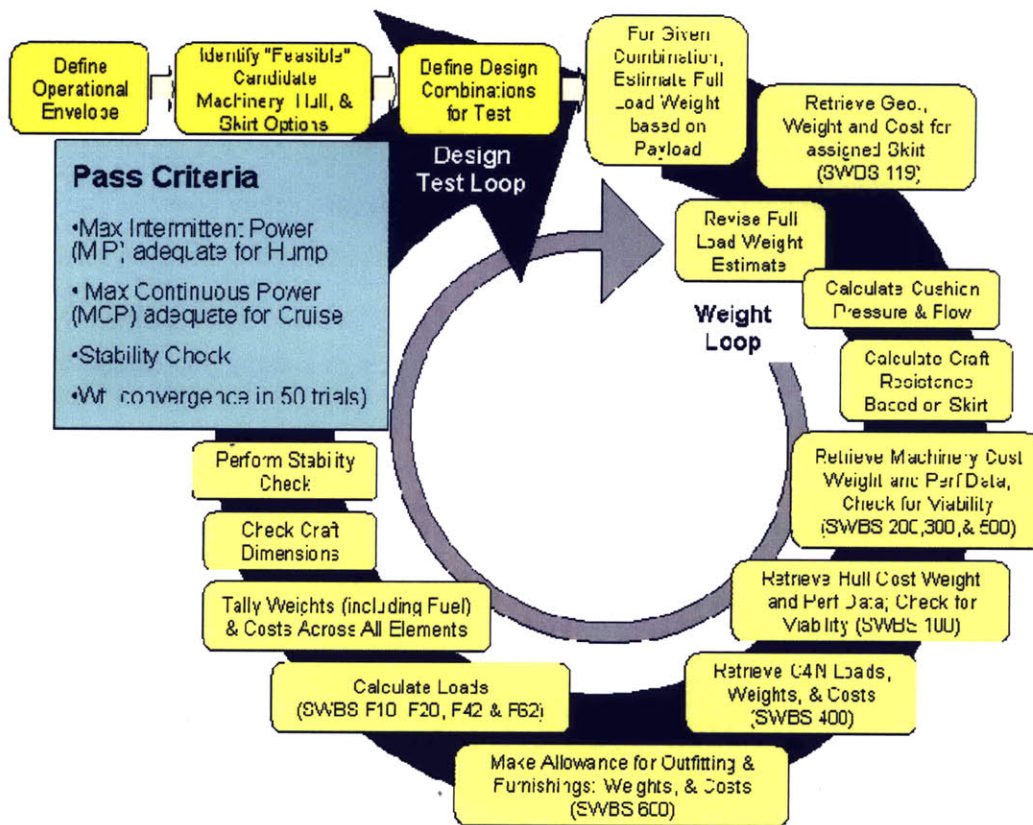 Define
Operational
Envelope
Identify "Feasible"
Candidate
Machinery, Hull, &
Skirt Options
Define Design
Combinations
for Test
For Given
Combination,
Estimate Full
Load Weight
based on
Payload
Retrieve Geo.,
Weight and Cost for
assigned Skirt
(SWBS 119)
Design
Test Loop
Pass Criteria
•Max Intermittent Power
(MIP) adequate for Hump
• Max Continuous Power
(MCP) adequate for Cruise
•Stability Check
•Wt. convergence in 50 trials)
Revise Full
Load Weight
Estimate
Weight
Loop
Calculate Cushion
Pressure & Flow
Calculate Craft
Resistance
Based on Skirt
Retrieve Machinery Cost
Weight and Perf Data,
Check for Viability
(SWBS 200,300,& 500)
Retrieve Hull Cost Weight
and Perf Data; Check for
Viability (SWBS 100)
Retrieve C4N Loads,
Weights, & Costs
(SWBS 400)
Make Allowance for Outfitting &
Furnishings: Weights, & Costs
(SWBS 600)
Calculate Loads
(SWBS F10, F20, F42 & F62)
Tally Weights (including Fuel)
& Costs Across All Elements
Check Craft
Dimensions
Perform Stability
Check